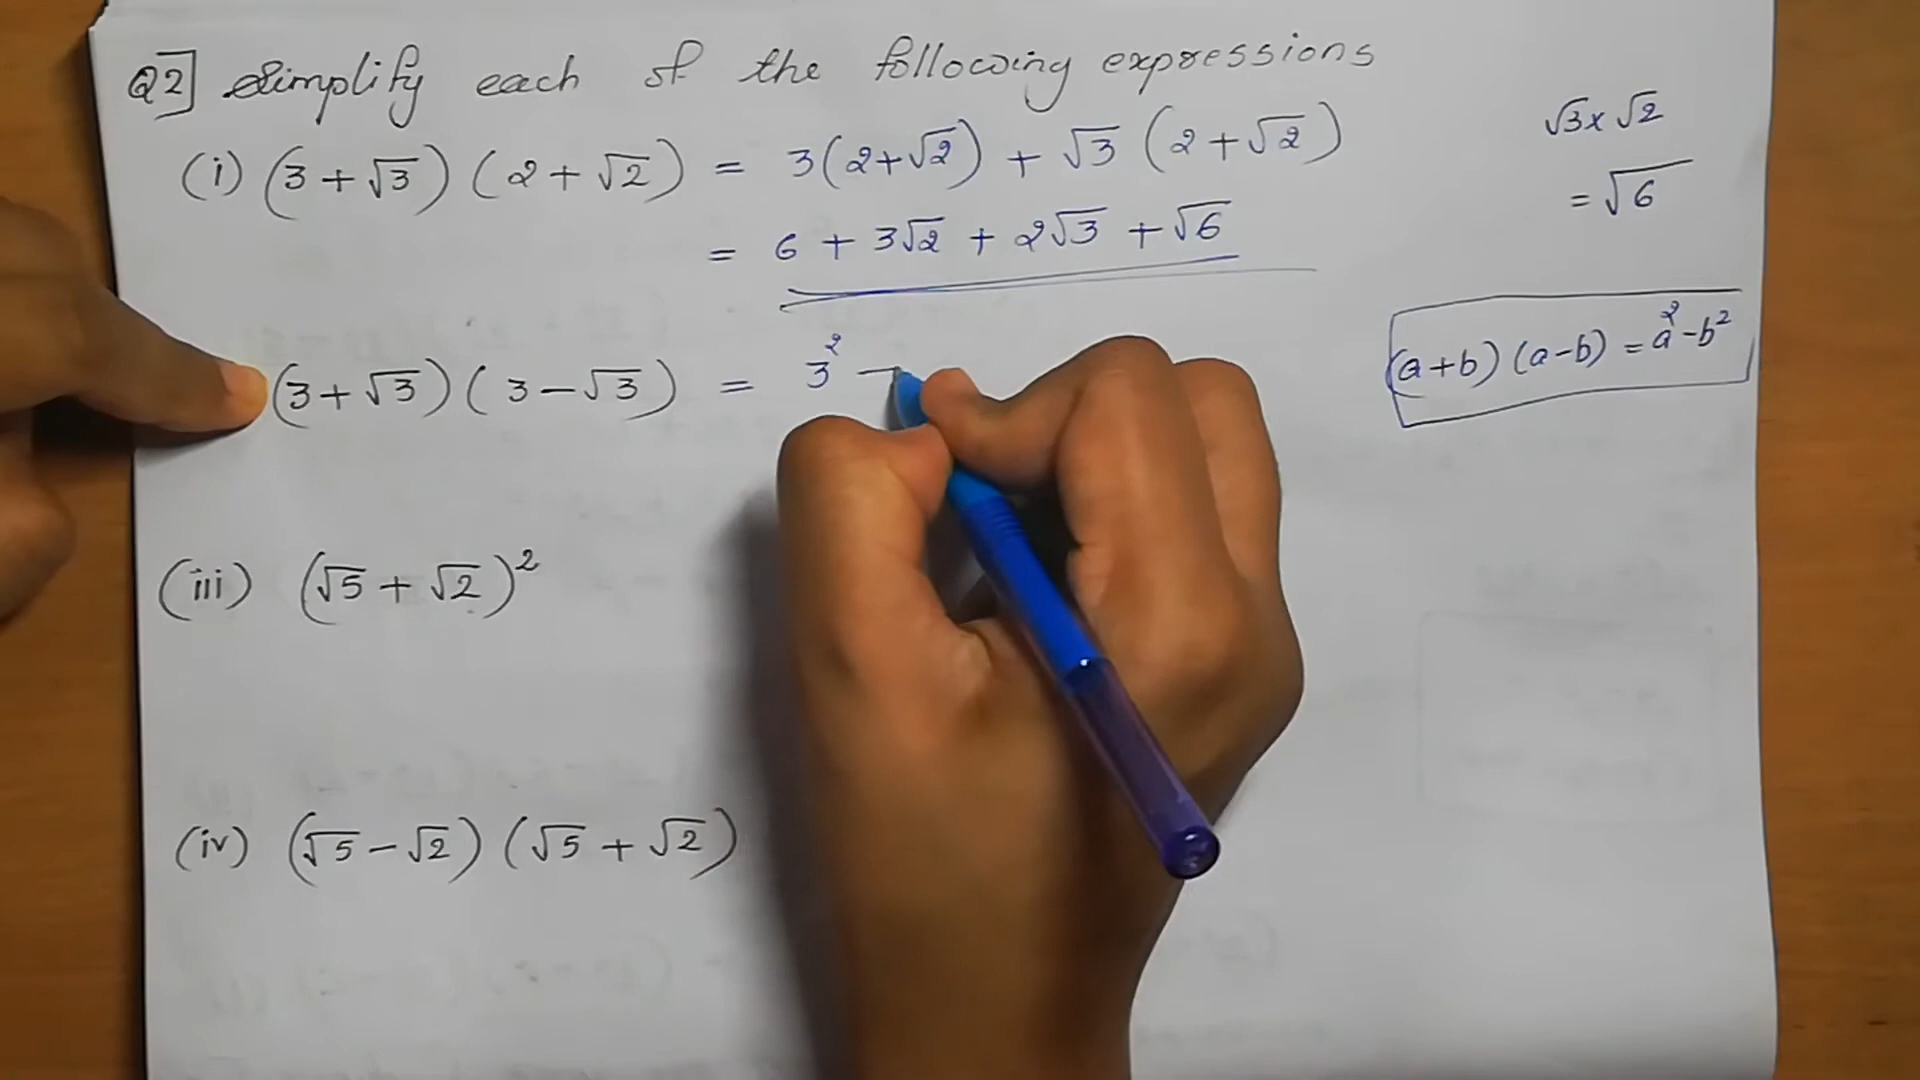 Q2] Simplify each of the following expressions
(i) (3 + √3) (2 + √2) = 3(2+√2) + √3 (2 + √2)
= 6 + 3√2 + 2√3 + √6
√3 x √2
= √6
(3 + √3) ( 3 - √3 ) = 3² -
(a+b) (a-b) = a² - b²
(iii) (√5 + √2)²
(iv) (√5 - √2) (√5 + √2)